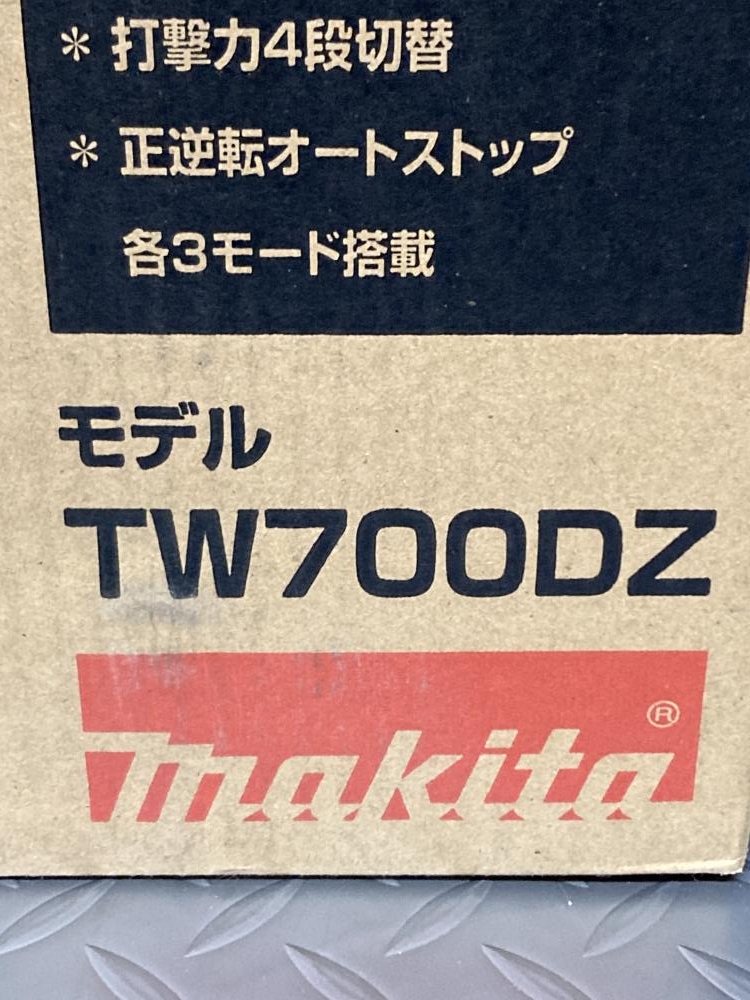 ＊ 打撃力4段切替
＊ 正逆転オートストップ
各3モード搭載
モデル
TW700DZ
makita®